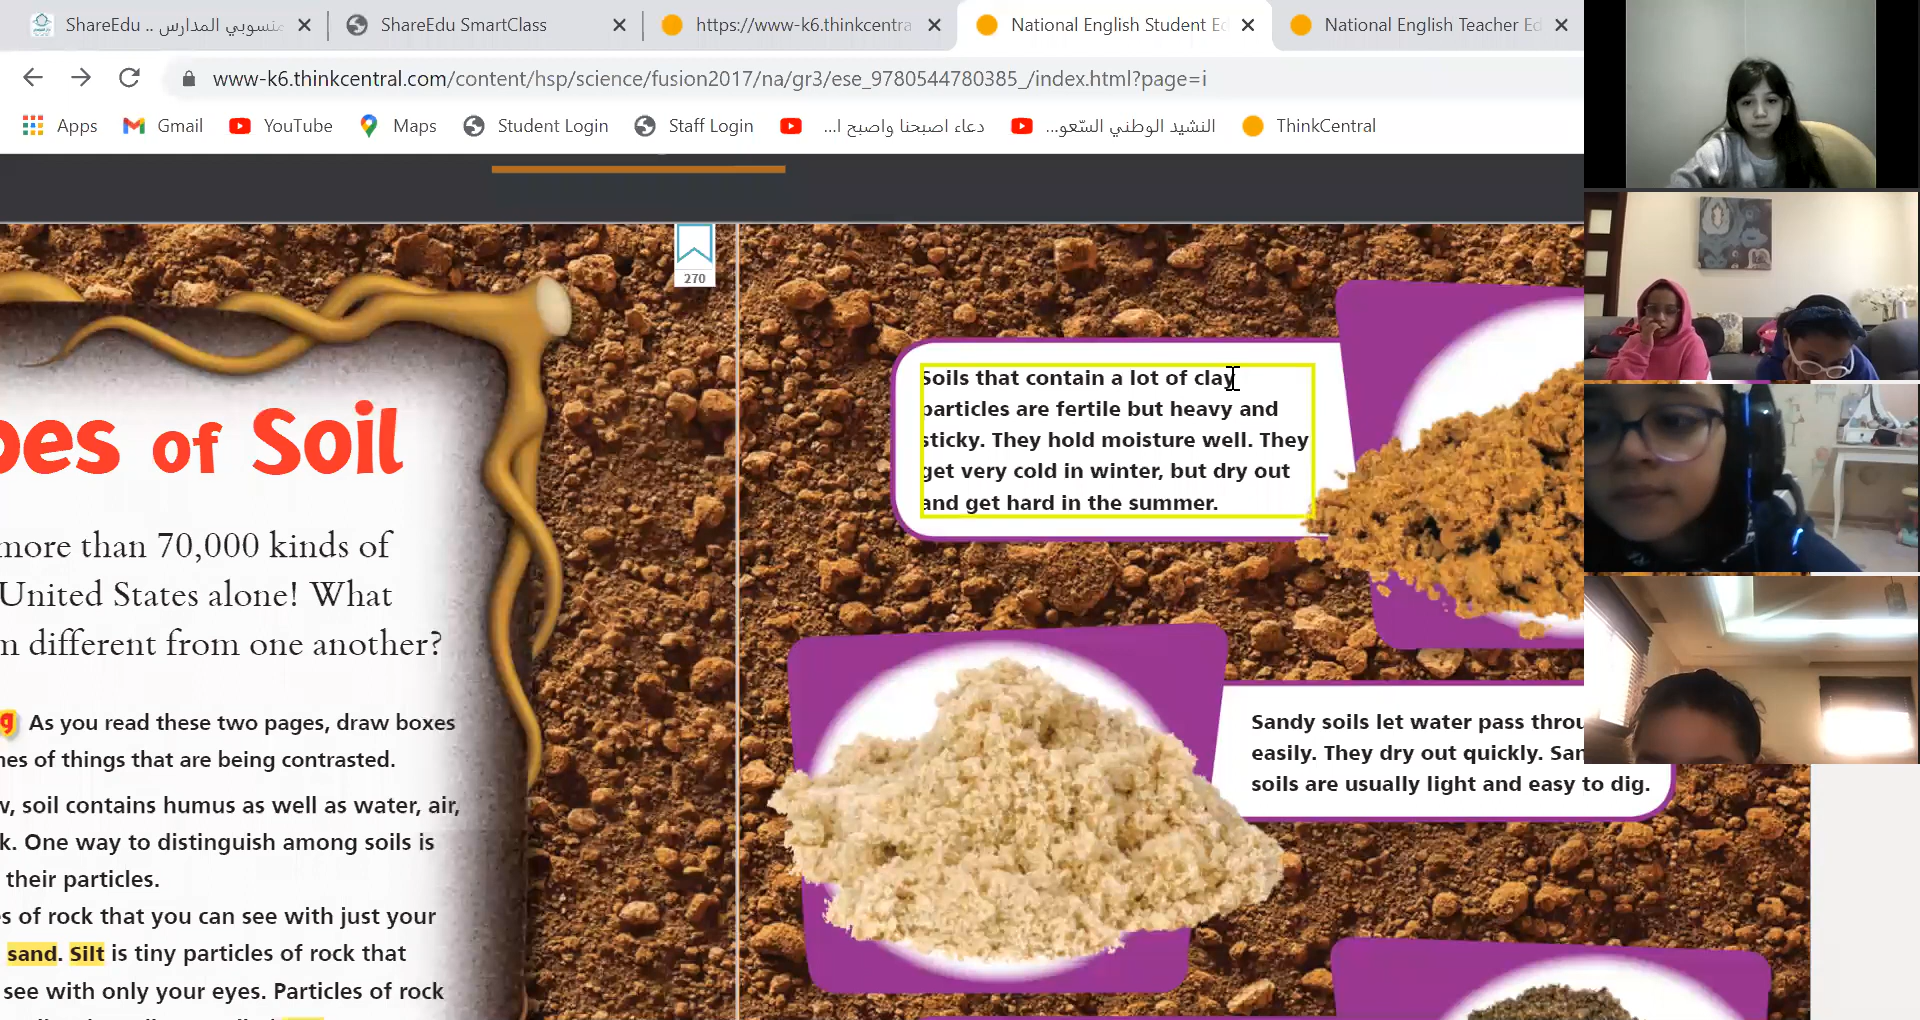 ShareEdu .. منسوبي المدارس
ShareEdu SmartClass
https://www-k6.thinkcentra
National English Student Ed
National English Teacher Ed
www-k6.thinkcentral.com/content/hsp/science/fusion2017/na/gr3/ese_9780544780385_/index.html?page=i
Apps
Gmail
YouTube
Maps
Student Login
Staff Login
دعاء اصبحنا واصبح ا...
النشيد الوطني السّعو...
ThinkCentral
270
pes of Soil
more than 70,000 kinds of
United States alone! What
m different from one another?
g As you read these two pages, draw boxes
mes of things that are being contrasted.
w, soil contains humus as well as water, air,
k. One way to distinguish among soils is
their particles.
s of rock that you can see with just your
sand. Silt is tiny particles of rock that
see with only your eyes. Particles of rock
Soils that contain a lot of clay
particles are fertile but heavy and
sticky. They hold moisture well. They
get very cold in winter, but dry out
and get hard in the summer.
Sandy soils let water pass throu
easily. They dry out quickly. San
soils are usually light and easy to dig.